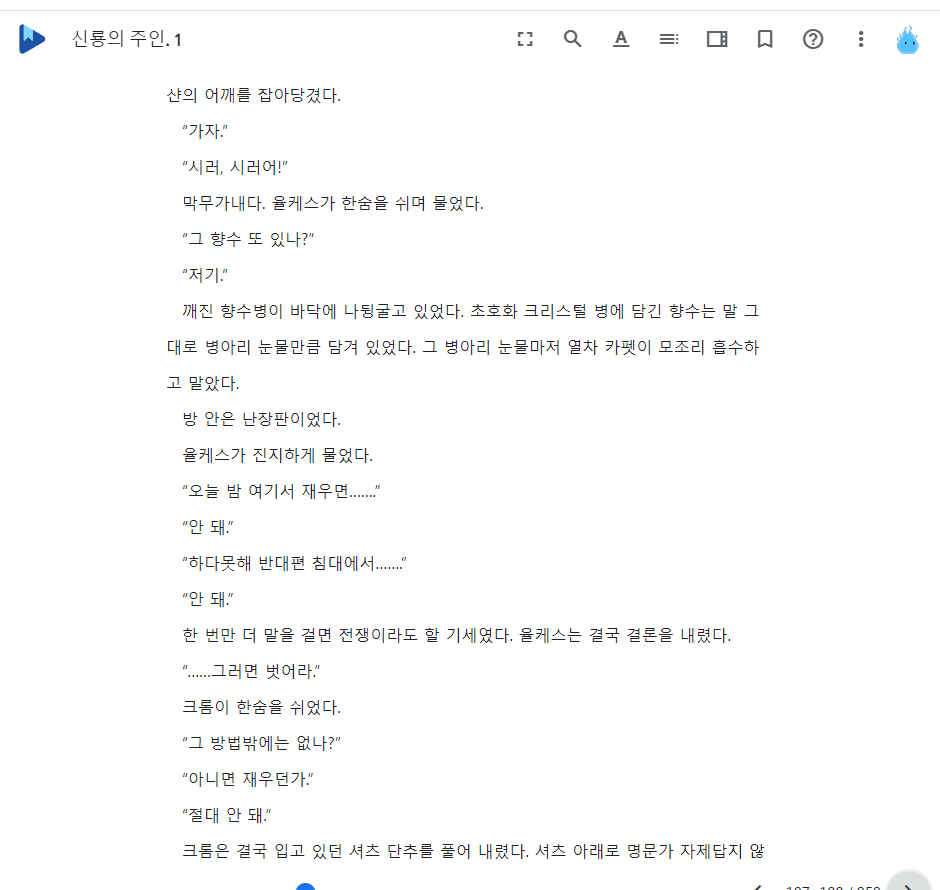 신룡의 주인. 1
샨의 어깨를 잡아당겼다.
“가자.”
“시러, 시러어!”
막무가내다. 율케스가 한숨을 쉬며 물었다.
“그 향수 또 있나?”
“저기.”
깨진 향수병이 바닥에 나뒹굴고 있었다. 초호화 크리스털 병에 담긴 향수는 말 그
대로 병아리 눈물만큼 담겨 있었다. 그 병아리 눈물마저 열차 카펫이 모조리 흡수하
고 말았다.
방 안은 난장판이었다.
율케스가 진지하게 물었다.
“오늘 밤 여기서 재우면…….”
“안 돼.”
“하다못해 반대편 침대에서…….”
“안 돼.”
한 번만 더 말을 걸면 전쟁이라도 할 기세였다. 율케스는 결국 결론을 내렸다.
“……그러면 벗어라.”
크롬이 한숨을 쉬었다.
“그 방법밖에는 없나?”
“아니면 재우던가.”
“절대 안 돼.”
크롬은 결국 입고 있던 셔츠 단추를 풀어 내렸다. 셔츠 아래로 명문가 자제답지 않